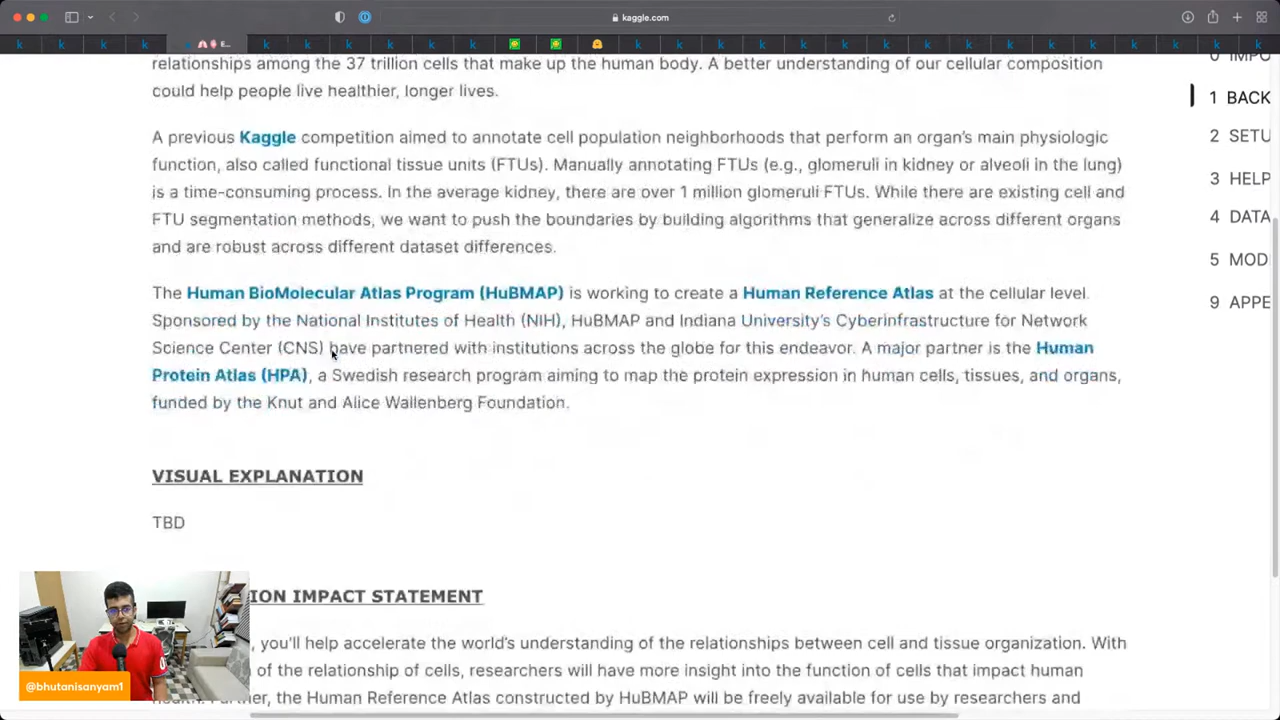 kaggle.com
E...
relationships among the 37 trillion cells that make up the human body. A better understanding of our cellular composition
could help people live healthier, longer lives.
A previous Kaggle competition aimed to annotate cell population neighborhoods that perform an organ's main physiologic
function, also called functional tissue units (FTUs). Manually annotating FTUs (e.g., glomeruli in kidney or alveoli in the lung)
is a time-consuming process. In the average kidney, there are over 1 million glomeruli FTUs. While there are existing cell and
FTU segmentation methods, we want to push the boundaries by building algorithms that generalize across different organs
and are robust across different dataset differences.
The Human BioMolecular Atlas Program (HuBMAP) is working to create a Human Reference Atlas at the cellular level.
Sponsored by the National Institutes of Health (NIH), HuBMAP and Indiana University's Cyberinfrastructure for Network
Science Center (CNS) have partnered with institutions across the globe for this endeavor. A major partner is the Human
Protein Atlas (HPA), a Swedish research program aiming to map the protein expression in human cells, tissues, and organs,
funded by the Knut and Alice Wallenberg Foundation.
VISUAL EXPLANATION
TBD
ION IMPACT STATEMENT
, you'll help accelerate the world's understanding of the relationships between cell and tissue organization. With
of the relationship of cells, researchers will have more insight into the function of cells that impact human
the Human Reference Atlas constructed by HuBMAP will be freely available for use by researchers and
0 IMPO
1 BACK
2 SETU
3 HELP
4 DATA
5 MOD
9 APPE
@bhutanisanyam1